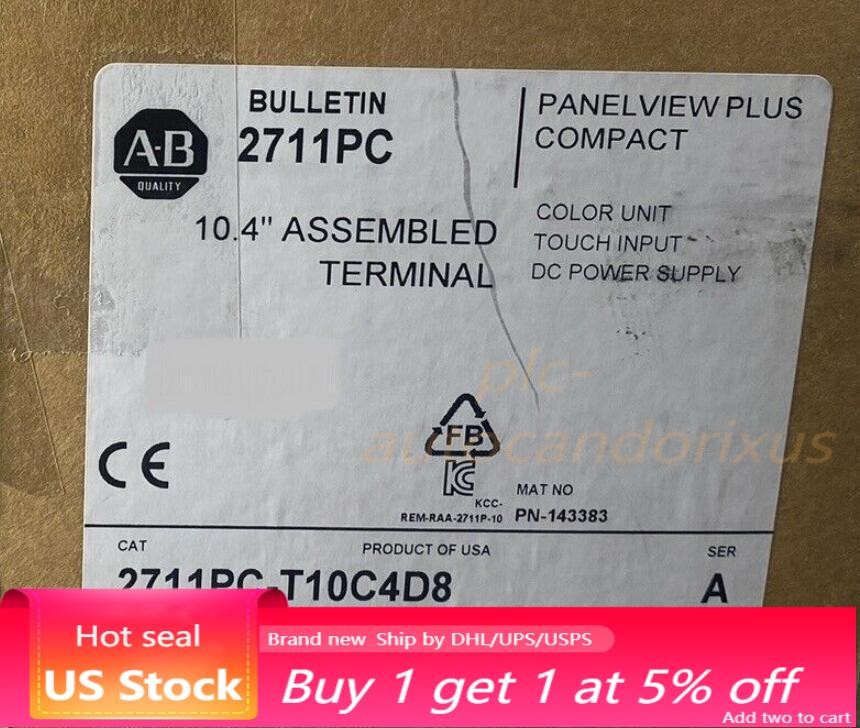 BULLETIN
2711PC
PANELVIEW PLUS
COMPACT
A-B
QUALITY
10.4" ASSEMBLED
TERMINAL
COLOR UNIT
TOUCH INPUT
DC POWER SUPPLY
plc-
autocandorixus
FB
CE
KCC-
REM-RAA-2711P-10
MAT NO
PN-143383
CAT
PRODUCT OF USA
SER
2711PC-T10C4D8
A
Hot seal
US Stock
Brand new Ship by DHL/UPS/USPS
Buy 1 get 1 at 5% off
Add two to cart